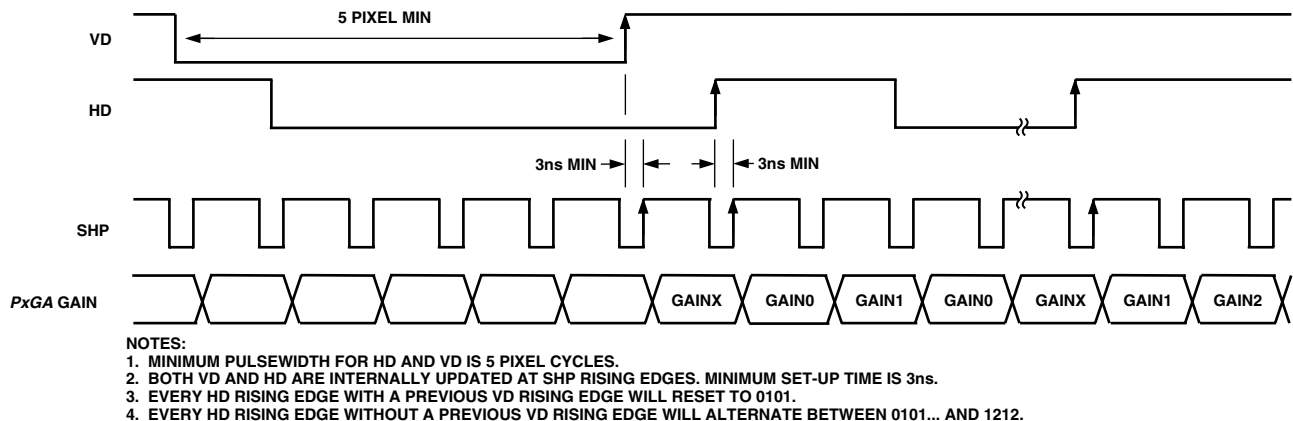 5 PIXEL MIN
VD
HD
3ns MIN
3ns MIN
SHP
PxGA GAIN
GAINX
GAIN0
GAIN1
GAIN0
GAINX
GAIN1
GAIN2
NOTES:
1. MINIMUM PULSEWIDTH FOR HD AND VD IS 5 PIXEL CYCLES.
2. BOTH VD AND HD ARE INTERNALLY UPDATED AT SHP RISING EDGES. MINIMUM SET-UP TIME IS 3ns.
3. EVERY HD RISING EDGE WITH A PREVIOUS VD RISING EDGE WILL RESET TO 0101.
4. EVERY HD RISING EDGE WITHOUT A PREVIOUS VD RISING EDGE WILL ALTERNATE BETWEEN 0101... AND 1212.